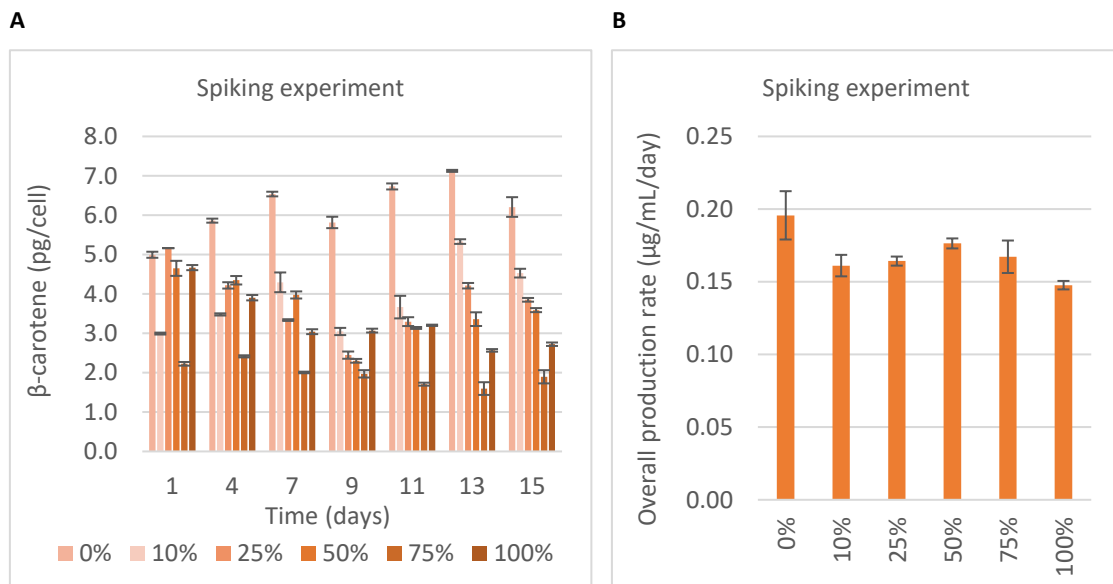 A
B
Spiking experiment
β-carotene (pg/cell)
8.0
7.0
6.0
5.0
4.0
3.0
2.0
1.0
0.0
1 4 7 9 11 13 15
Time (days)
0% 10% 25% 50% 75% 100%
Spiking experiment
Overall production rate (µg/mL/day)
0.25
0.20
0.15
0.10
0.05
0.00
0% 10% 25% 50% 75% 100%